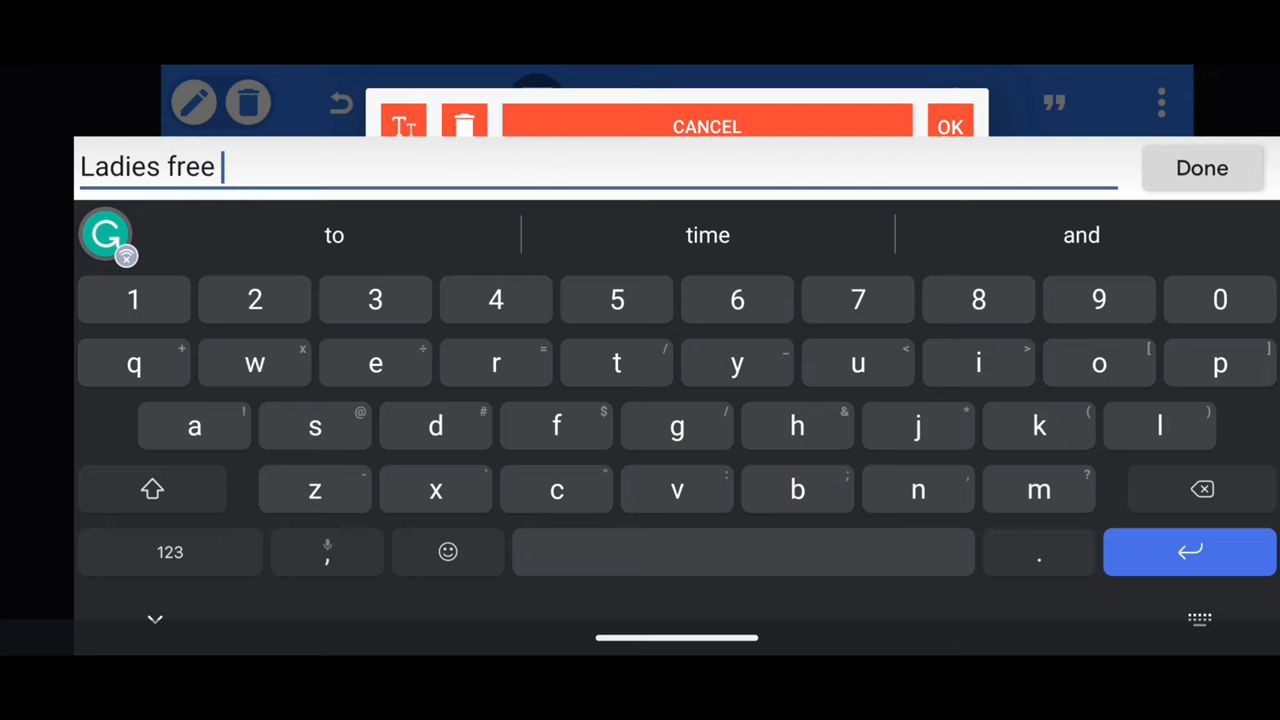 Tт CANCEL OK
Ladies free Done
to time and
1 2 3 4 5 6 7 8 9 0
q + w x e ÷ r = t / y _ u < i > o [ p ]
a ! s @ d # f $ g / h & j * k ( l )
z - x ' c " v : b ; n , m ?
123 , .